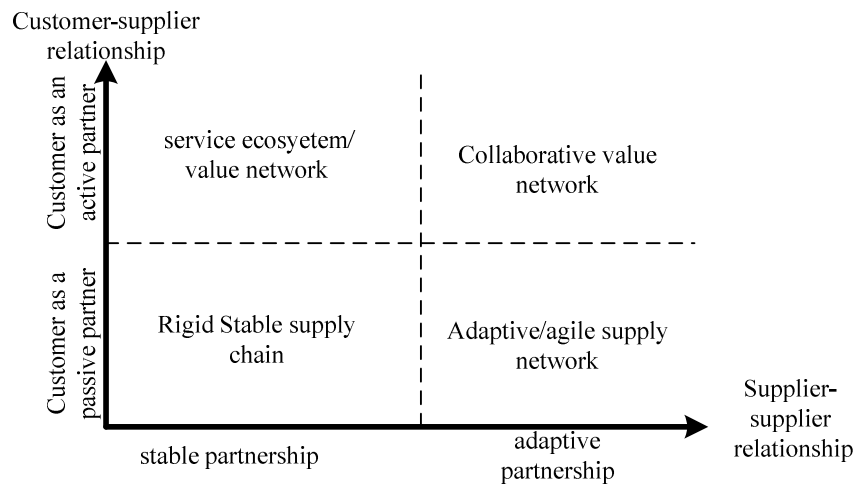 Customer-supplier
relationship
Customer as an
active partner
service ecosyetem/
value network
Collaborative value
network
Customer as a
passive partner
Rigid Stable supply
chain
Adaptive/agile supply
network
Supplier-
supplier
relationship
stable partnership
adaptive
partnership